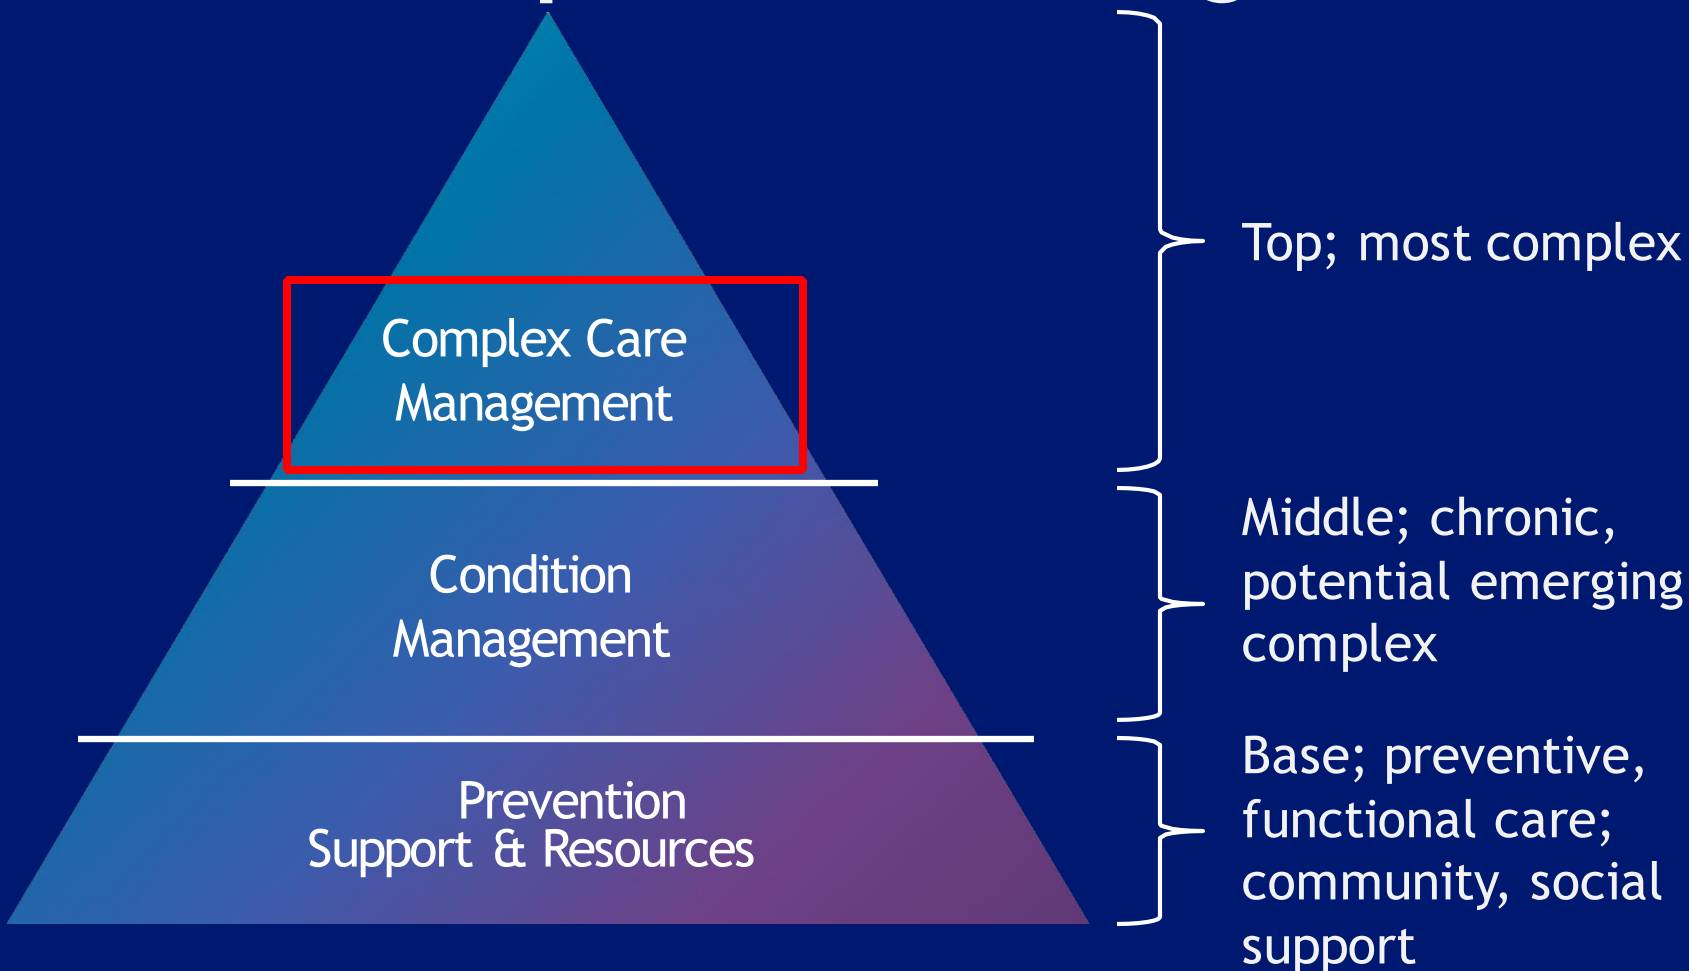 Complex Care
Management
Condition
Management
Prevention
Support & Resources
Top; most complex
Middle; chronic,
potential emerging
complex
Base; preventive,
functional care;
community, social
support